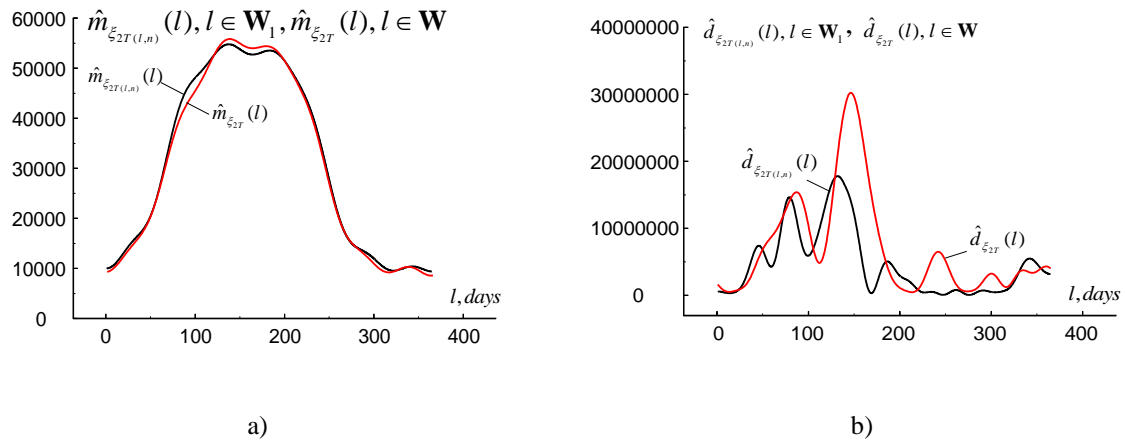 60000
m̂_{ξ_{2T(l,n)}}(l), l ∈ W₁, m̂_{ξ_{2T}}(l), l ∈ W
m̂_{ξ_{2T(l,n)}}(l)
m̂_{ξ_{2T}}(l)
50000
40000
30000
20000
10000
0
l, days
0 100 200 300 400
a)
40000000
d̂_{ξ_{2T(l,n)}}(l), l ∈ W₁, d̂_{ξ_{2T}}(l), l ∈ W
30000000
20000000
d̂_{ξ_{2T(l,n)}}(l)
10000000
d̂_{ξ_{2T}}(l)
0
l, days
0 100 200 300 400
b)